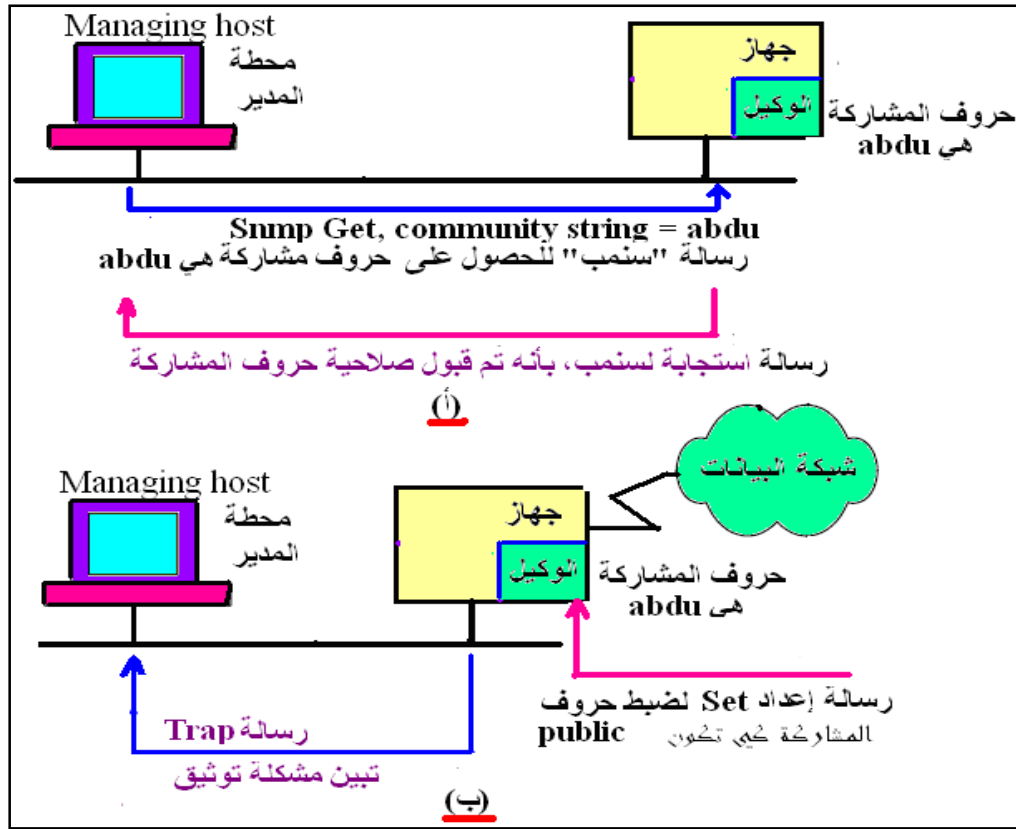 Managing host
محطة
المدير
جهاز
الوكيل
حروف المشاركة
هي abdu
Snmp Get, community string = abdu
رسالة "سنمب" للحصول على حروف مشاركة هي abdu
رسالة استجابة لسنمب، بأنه تم قبول صلاحية حروف المشاركة
(أ)
شبكة البيانات
Managing host
محطة
المدير
جهاز
الوكيل
حروف المشاركة
هى abdu
رسالة إعداد Set لضبط حروف
المشاركة كي تكون public
رسالة Trap
تبين مشكلة توثيق
(ب)